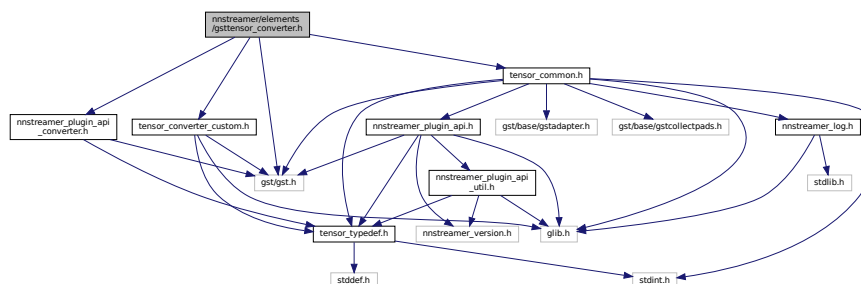 nnstreamer/elements
/gsttensor_converter.h
tensor_common.h
nnstreamer_plugin_api
_converter.h
tensor_converter_custom.h
nnstreamer_plugin_api.h
gst/base/gstadapter.h
gst/base/gstcollectpads.h
nnstreamer_log.h
gst/gst.h
nnstreamer_plugin_api
_util.h
stdlib.h
tensor_typedef.h
nnstreamer_version.h
glib.h
stddef.h
stdint.h